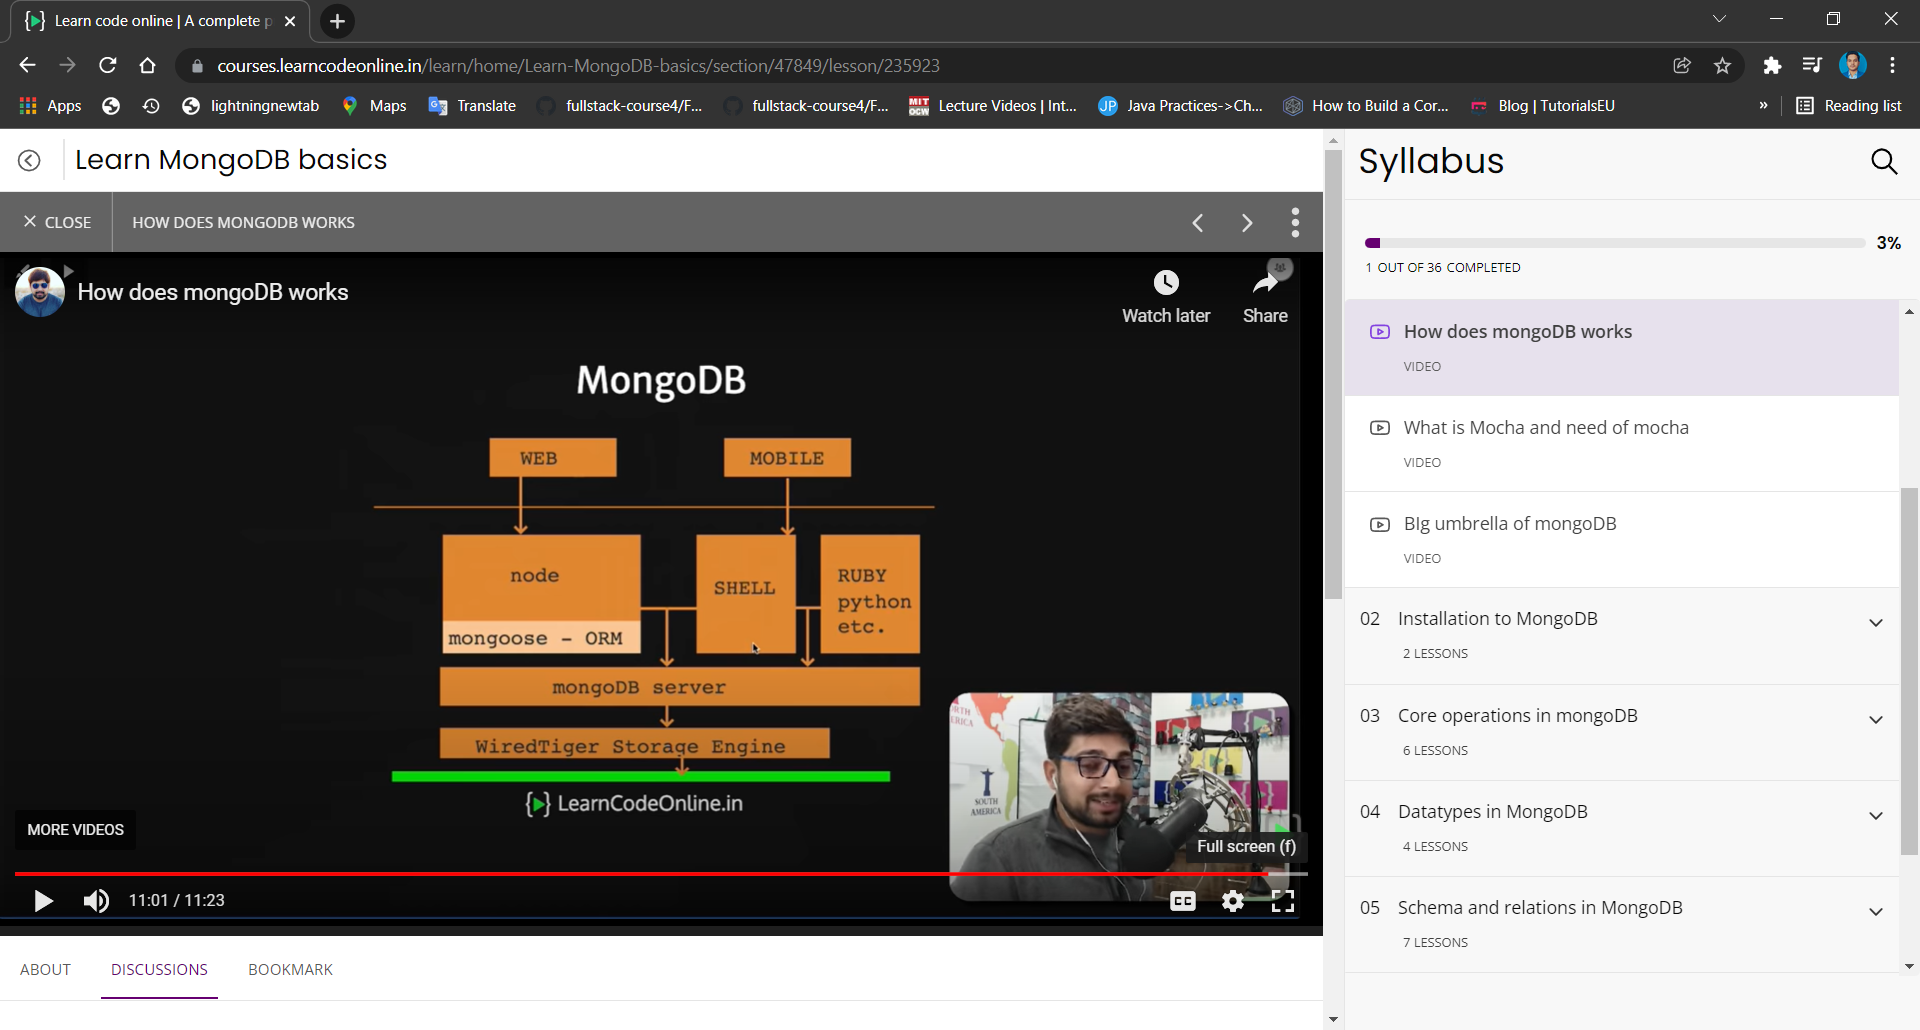 Learn code online | A complete p
courses.learncodeonline.in/learn/home/Learn-MongoDB-basics/section/47849/lesson/235923
Apps
lightningnewtab
Maps
Translate
fullstack-course4/F...
fullstack-course4/F...
MIT
OCW
Lecture Videos | Int...
JP
Java Practices->Ch...
How to Build a Cor...
Blog | TutorialsEU
»
Reading list
Learn MongoDB basics
CLOSE
HOW DOES MONGODB WORKS
How does mongoDB works
Watch later
Share
MongoDB
WEB
MOBILE
node
mongoose - ORM
SHELL
RUBY
python
etc.
mongoDB server
WiredTiger Storage Engine
LearnCodeOnline.in
SOUTH
AMERICA
MORE VIDEOS
Full screen (f)
11:01 / 11:23
CC
ABOUT
DISCUSSIONS
BOOKMARK
Syllabus
3%
1 OUT OF 36 COMPLETED
How does mongoDB works
VIDEO
What is Mocha and need of mocha
VIDEO
BIg umbrella of mongoDB
VIDEO
02 Installation to MongoDB
2 LESSONS
03 Core operations in mongoDB
6 LESSONS
04 Datatypes in MongoDB
4 LESSONS
05 Schema and relations in MongoDB
7 LESSONS